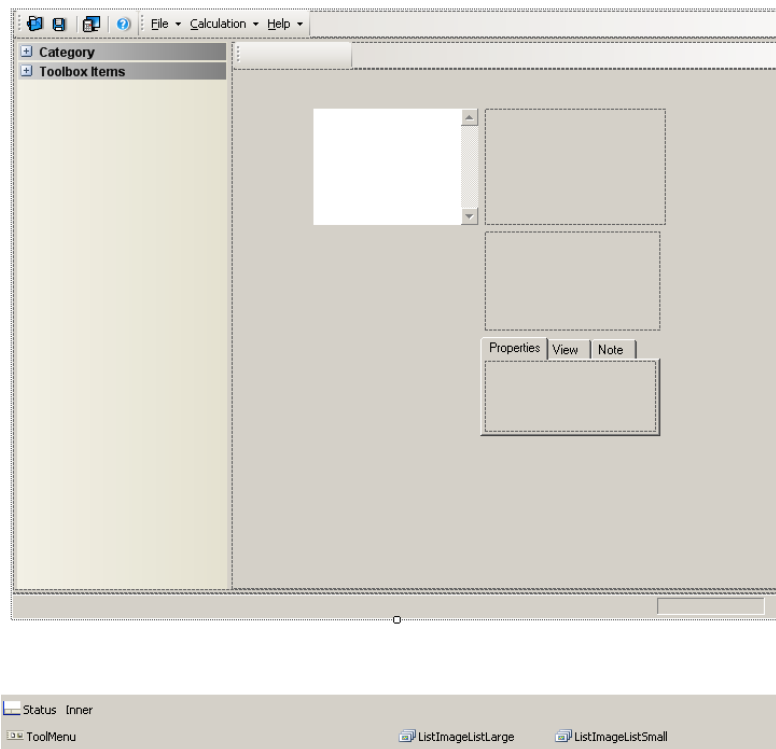 File Calculation Help
Category
Toolbox Items
Properties View Note
Status Inner
ToolMenu ListImageListLarge ListImageListSmall